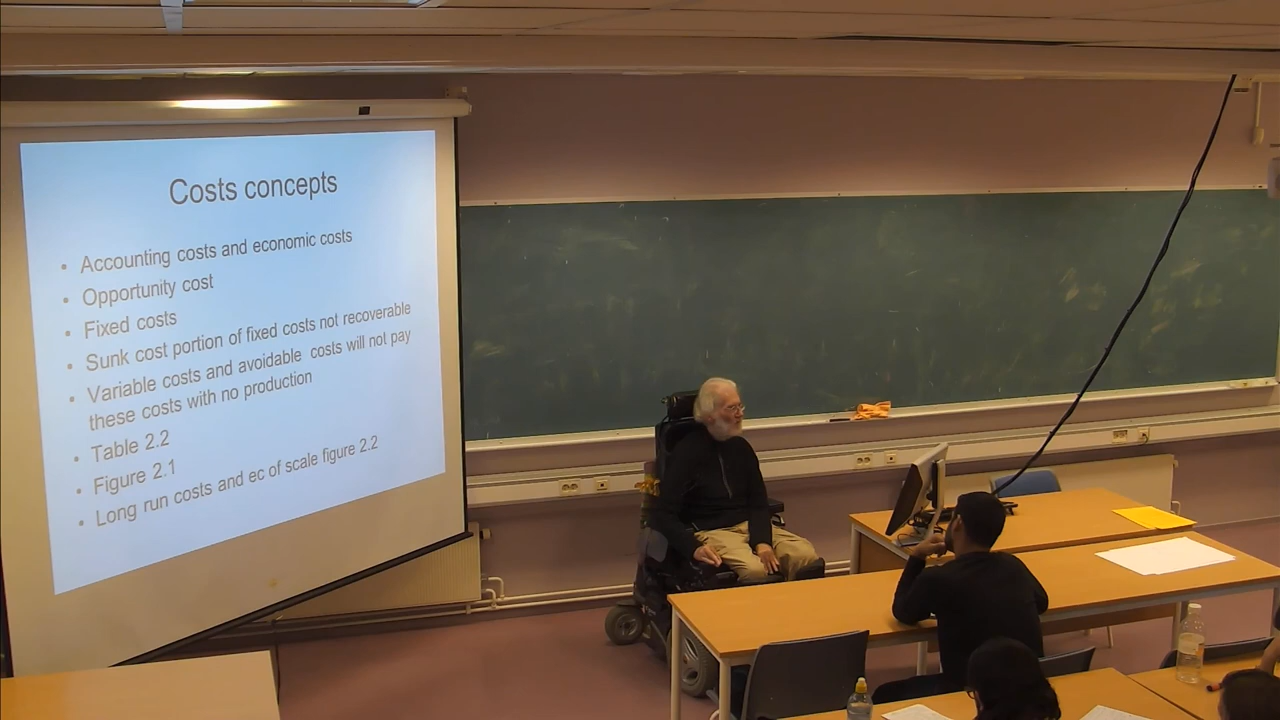 Costs concepts
• Accounting costs and economic costs
• Opportunity cost
• Fixed costs
• Sunk cost portion of fixed costs not recoverable
• Variable costs and avoidable costs will not pay
these costs with no production
• Table 2.2
• Figure 2.1
• Long run costs and ec of scale figure 2.2